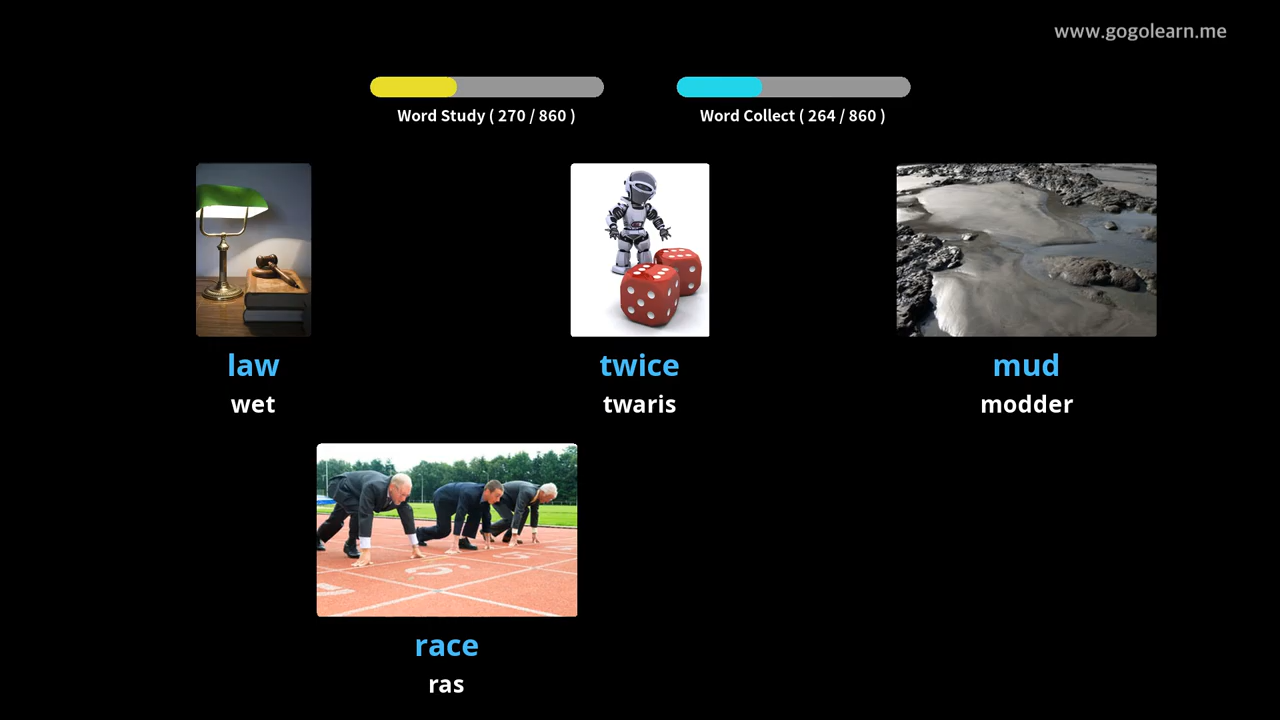 www.gogolearn.me
Word Study ( 270 / 860 )
Word Collect ( 264 / 860 )
law
wet
twice
twaris
mud
modder
race
ras